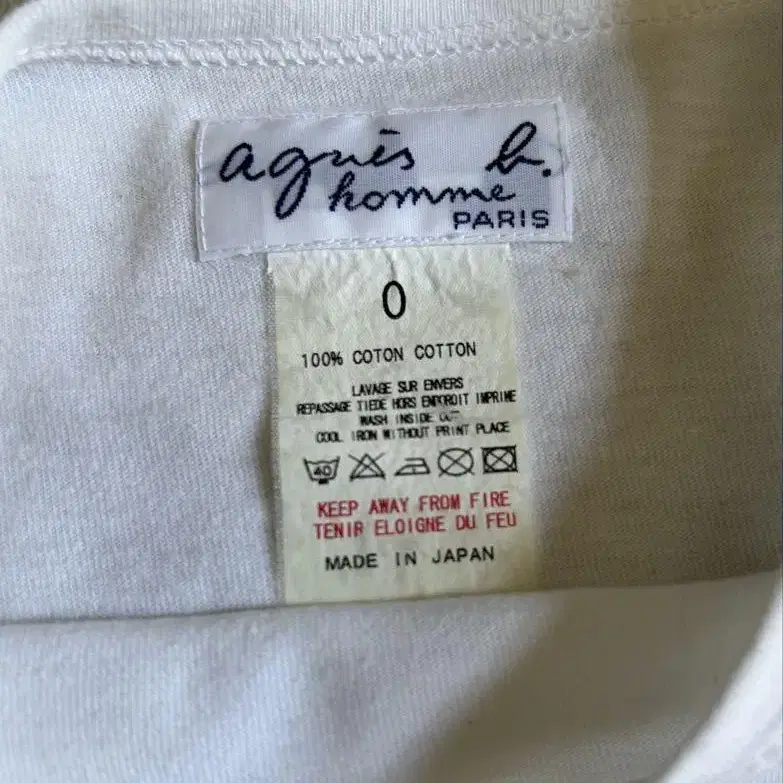 agnès b.
homme
PARIS
0
100% COTON COTTON
LAVAGE SUR ENVERS
REPASSAGE TIEDE HORS ENDROIT IMPRIME
WASH INSIDE OUT
COOL IRON WITHOUT PRINT PLACE
40
KEEP AWAY FROM FIRE
TENIR ELOIGNE DU FEU
MADE IN JAPAN